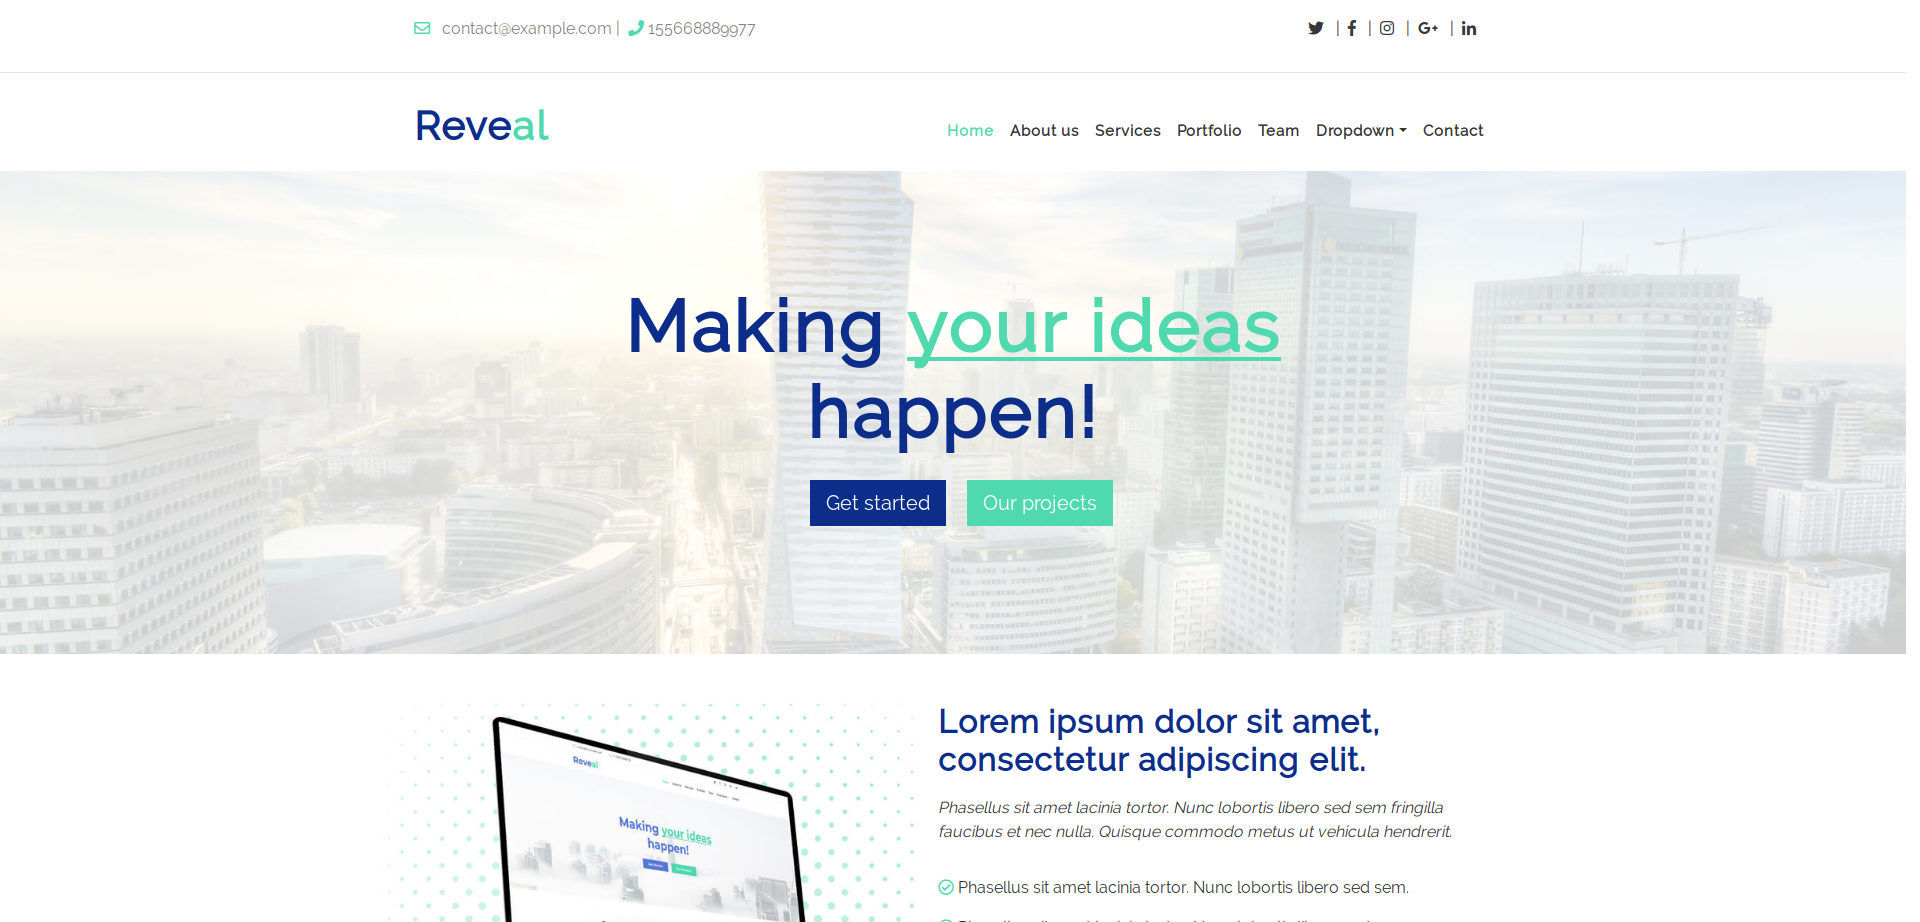 contact@example.com | 155668889977
Reveal
Home About us Services Portfolio Team Dropdown Contact
Making your ideas
happen!
Get started Our projects
Lorem ipsum dolor sit amet,
consectetur adipiscing elit.
Phasellus sit amet lacinia tortor. Nunc lobortis libero sed sem fringilla
faucibus et nec nulla. Quisque commodo metus ut vehicula hendrerit.
Phasellus sit amet lacinia tortor. Nunc lobortis libero sed sem.
Reveal
Making your ideas
happen!